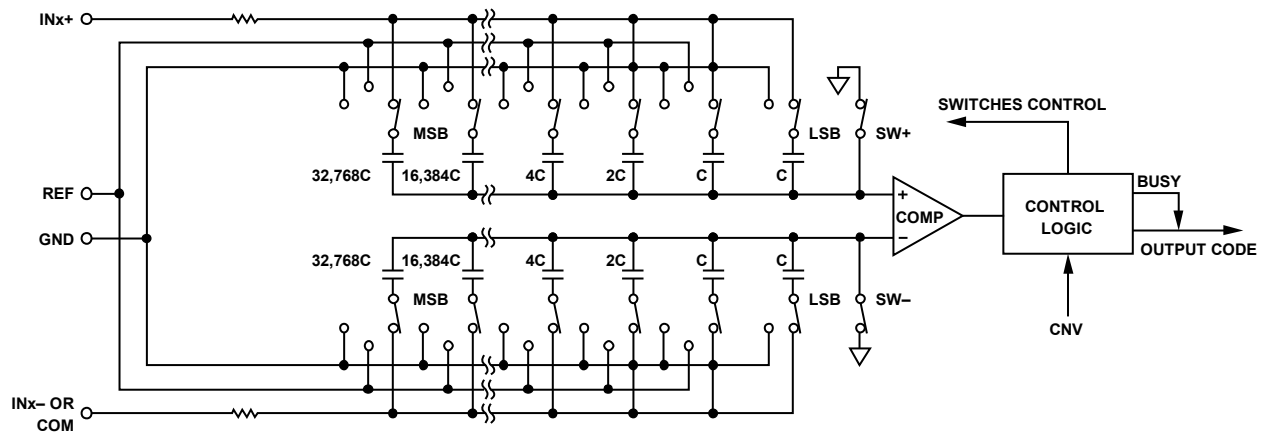 INx+
SWITCHES CONTROL
MSB
LSB
SW+
32,768C
16,384C
4C
2C
C
C
REF
BUSY
+
COMP
–
CONTROL
LOGIC
GND
OUTPUT CODE
32,768C
16,384C
4C
2C
C
C
MSB
LSB
SW–
CNV
INx– OR
COM